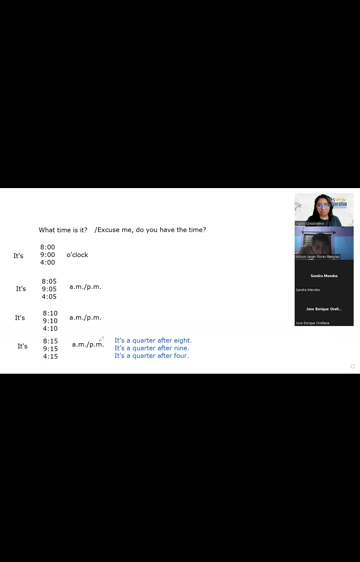 What time is it? /Excuse me, do you have the time?
It's
8:00
9:00
4:00
o'clock
It's
8:05
9:05
4:05
a.m./p.m.
It's
8:10
9:10
4:10
a.m./p.m.
It's
8:15
9:15
4:15
a.m./p.m.
It's a quarter after eight.
It's a quarter after nine.
It's a quarter after four.
Sandra Mendez
Sandra Mendez
Jose Enrique Orell...
Jose Enrique Orellana